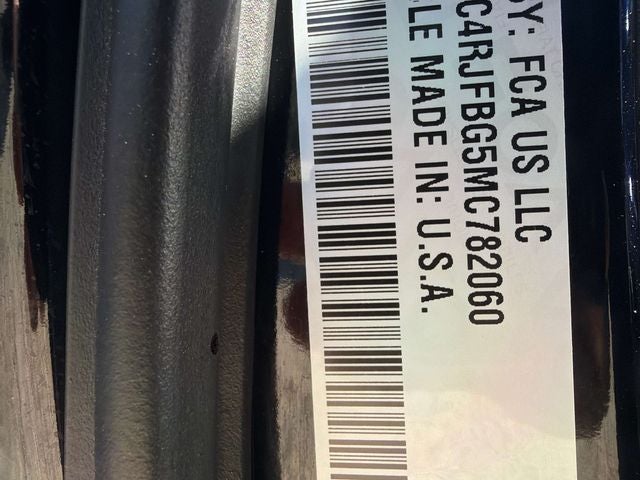 BY: FCA US LLC
C4RJFBG5MC782060
LE MADE IN: U.S.A.